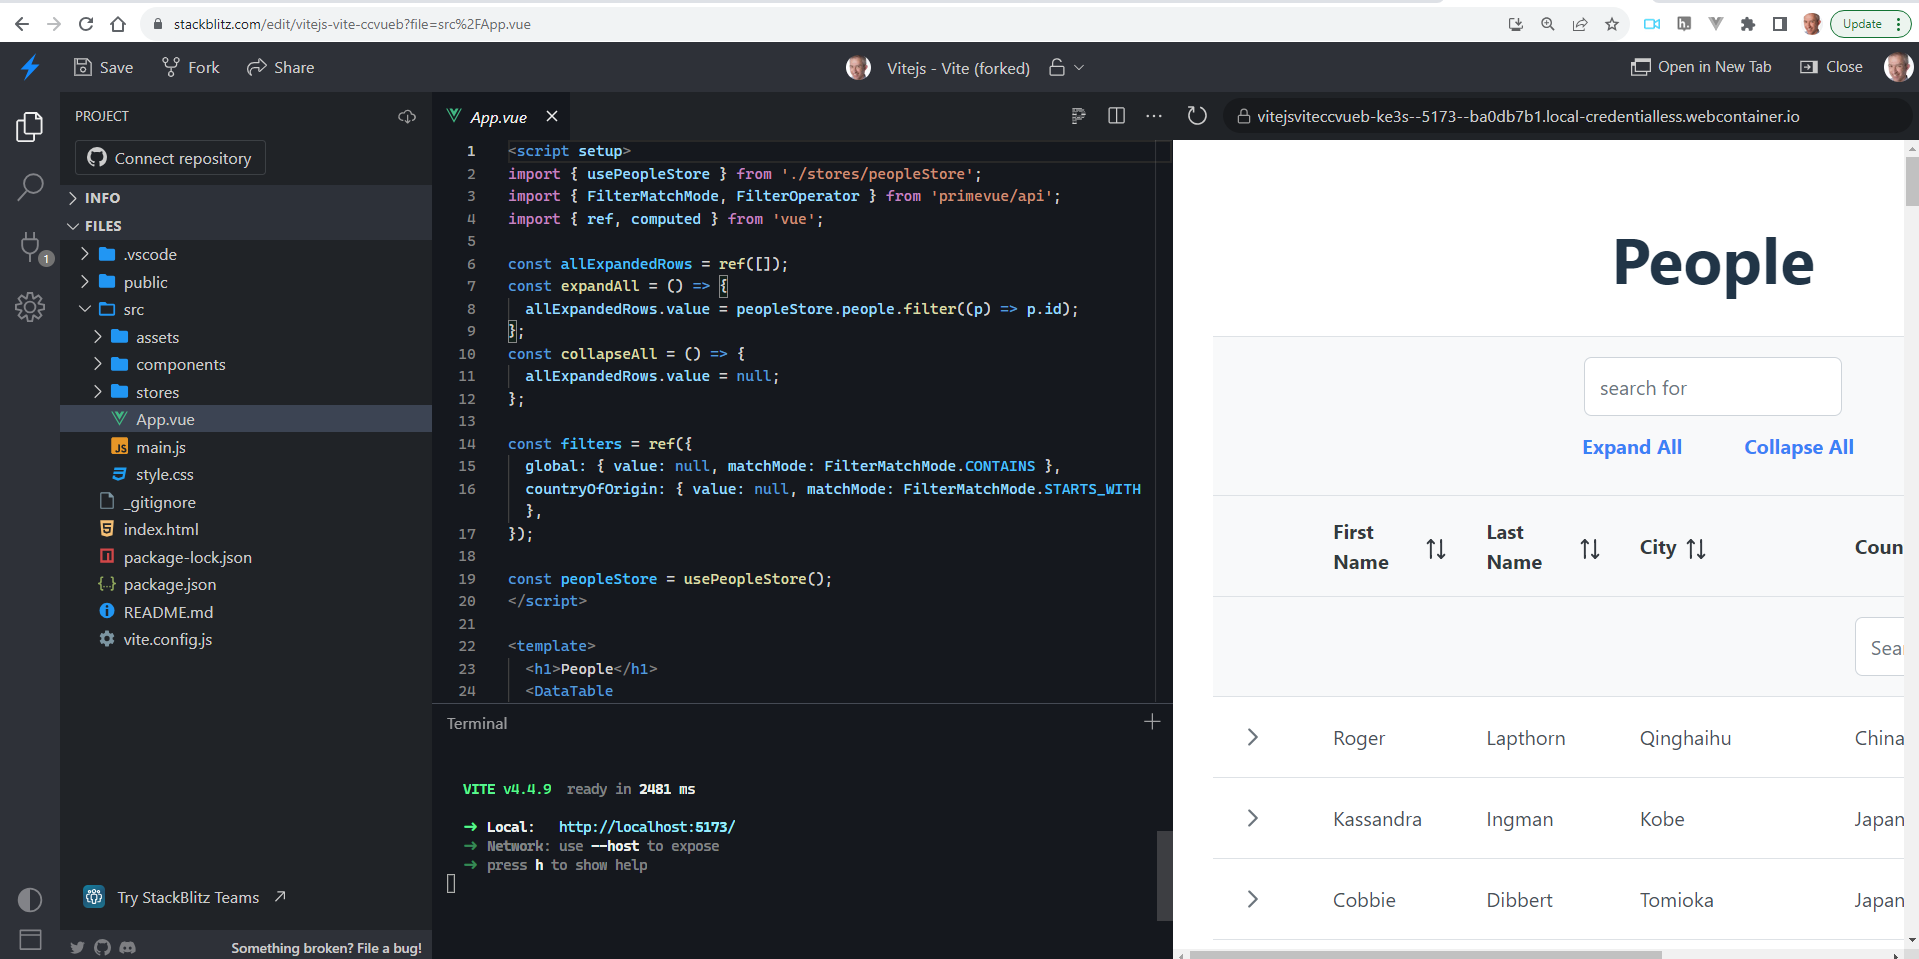 stackblitz.com/edit/vitejs-vite-ccvueb?file=src%2FApp.vue
Update
Save
Fork
Share
Vitejs - Vite (forked)
Open in New Tab
Close
PROJECT
Connect repository
INFO
FILES
.vscode
public
src
assets
components
stores
App.vue
JS main.js
style.css
_gitignore
index.html
package-lock.json
package.json
README.md
vite.config.js
1
Try StackBlitz Teams
Something broken? File a bug!
App.vue
1 <script setup>
2 import { usePeopleStore } from './stores/peopleStore';
3 import { FilterMatchMode, FilterOperator } from 'primevue/api';
4 import { ref, computed } from 'vue';
5
6 const allExpandedRows = ref([]);
7 const expandAll = () => {
8 allExpandedRows.value = peopleStore.people.filter((p) => p.id);
9 };
10 const collapseAll = () => {
11 allExpandedRows.value = null;
12 };
13
14 const filters = ref({
15 global: { value: null, matchMode: FilterMatchMode.CONTAINS },
16 countryOfOrigin: { value: null, matchMode: FilterMatchMode.STARTS_WITH
},
17 });
18
19 const peopleStore = usePeopleStore();
20 </script>
21
22 <template>
23 <h1>People</h1>
24 <DataTable
Terminal
VITE v4.4.9 ready in 2481 ms
➜ Local: http://localhost:5173/
➜ Network: use --host to expose
➜ press h to show help
vitejsviteccvueb-ke3s--5173--ba0db7b1.local-credentialless.webcontainer.io
People
search for
Expand All Collapse All
First Name Last Name City Coun
Sea
Roger Lapthorn Qinghaihu China
Kassandra Ingman Kobe Japan
Cobbie Dibbert Tomioka Japan